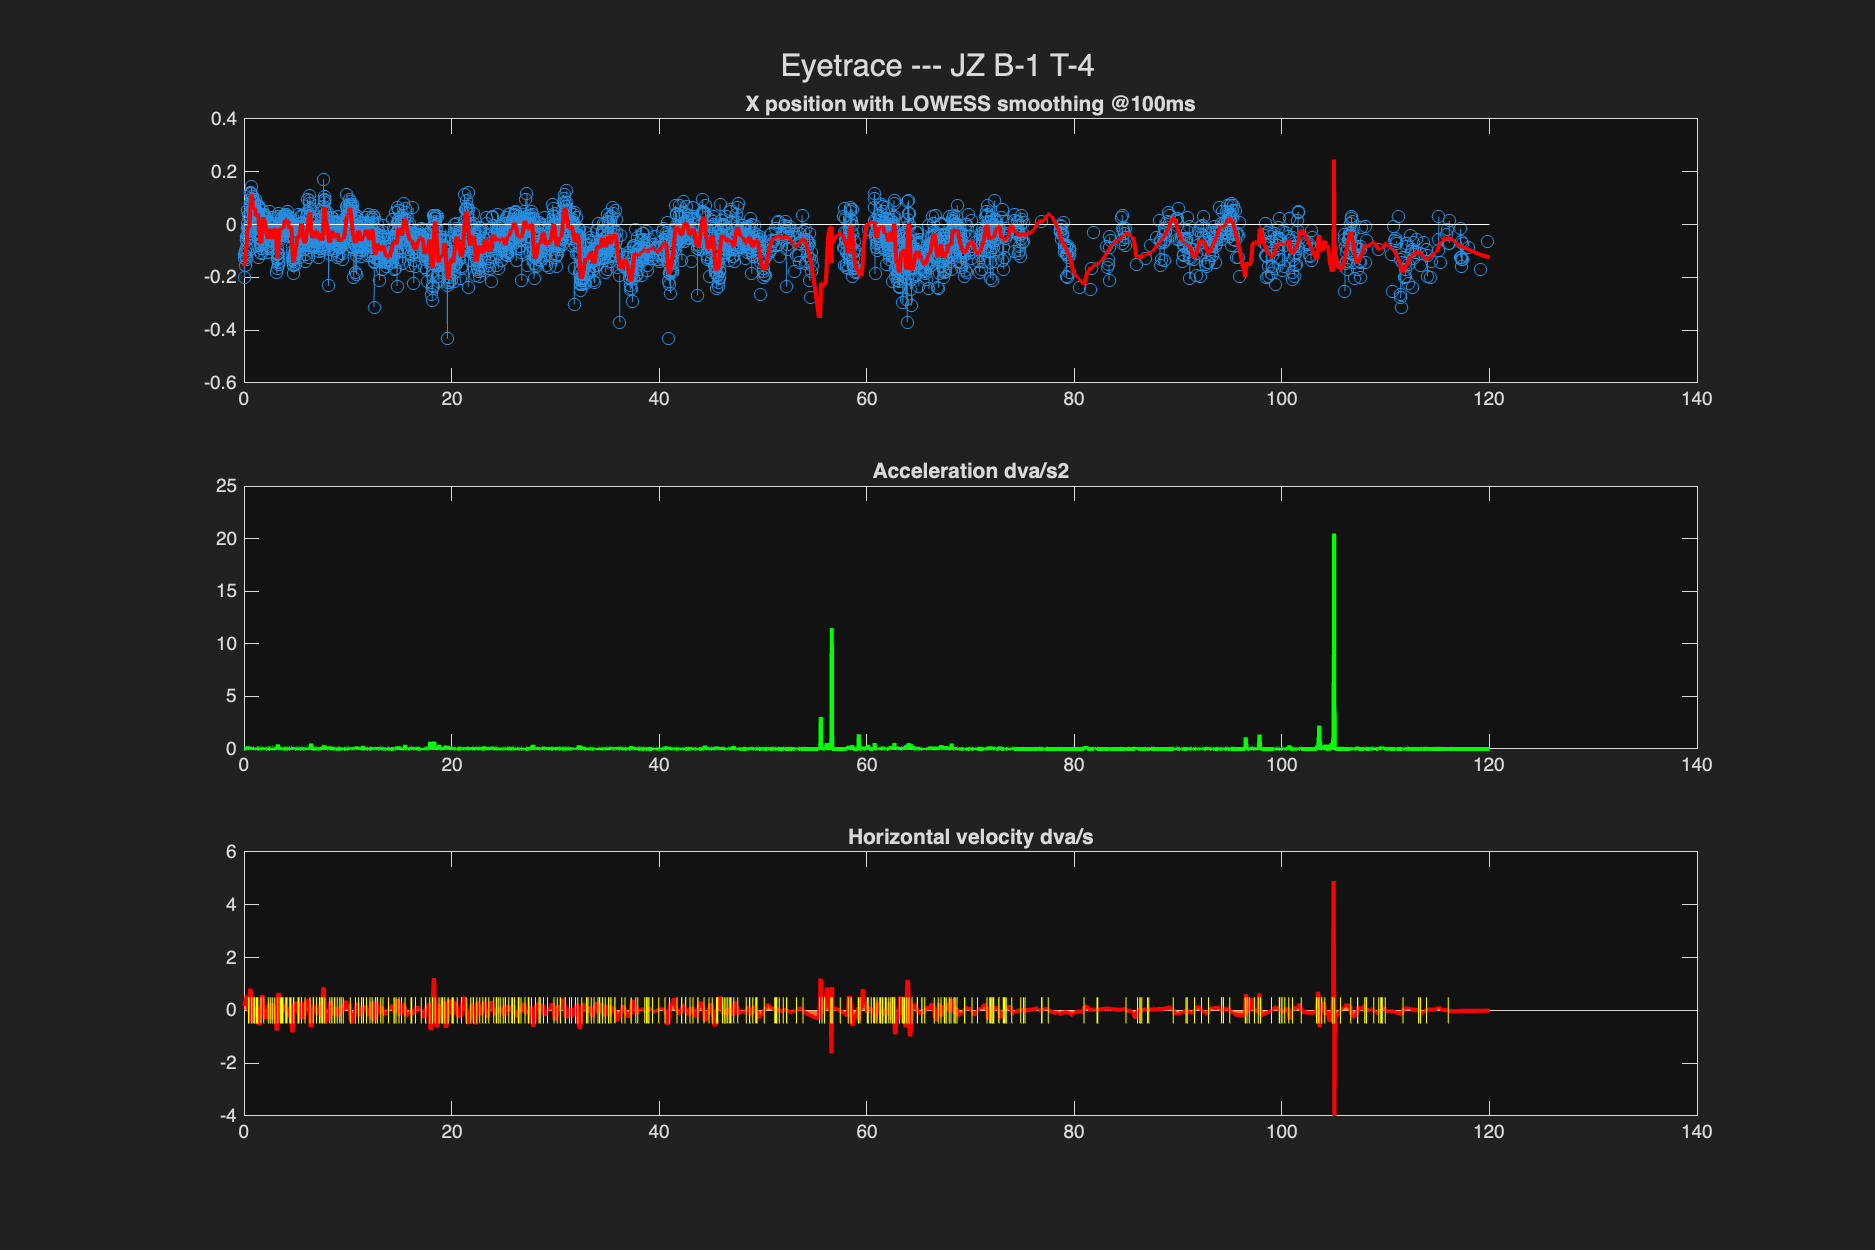 Eyetrace --- JZ B-1 T-4
X position with LOWESS smoothing @100ms
0.4
0.2
0
-0.2
-0.4
-0.6
0 20 40 60 80 100 120 140
Acceleration dva/s2
25
20
15
10
5
0
0 20 40 60 80 100 120 140
Horizontal velocity dva/s
6
4
2
0
-2
-4
0 20 40 60 80 100 120 140